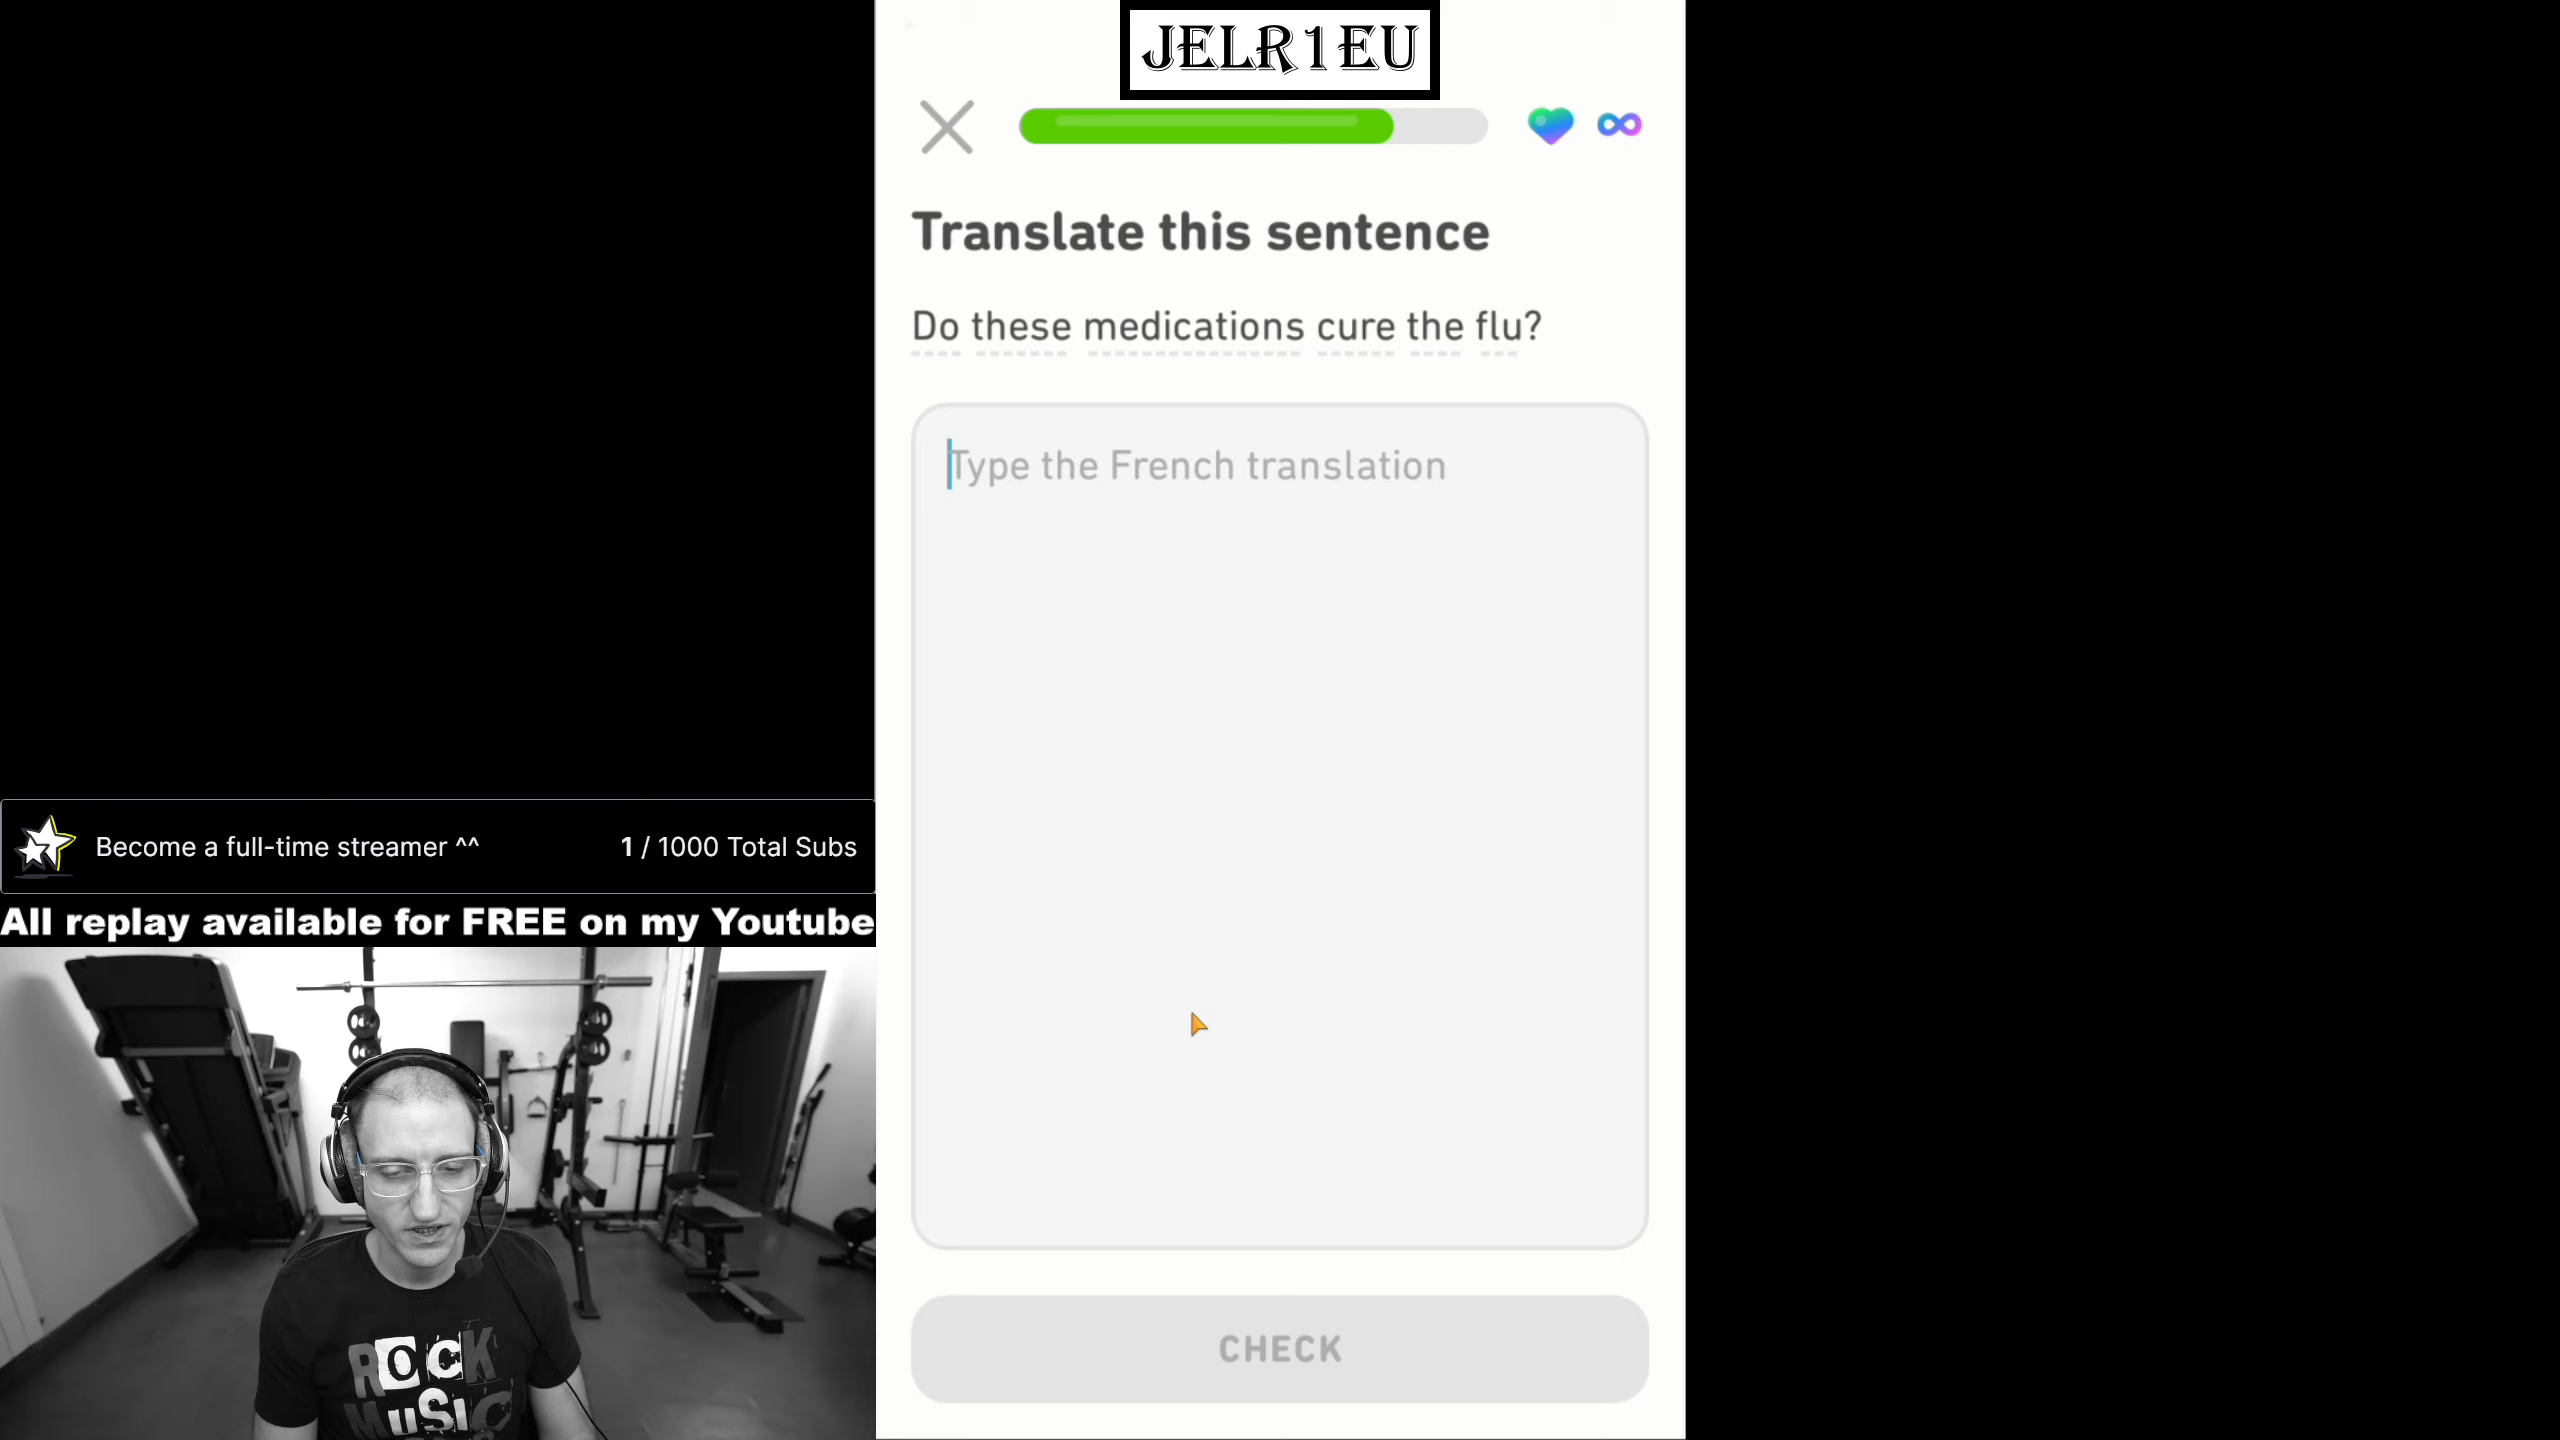 JELR1EU
Translate this sentence
Do these medications cure the flu?
Type the French translation
CHECK
Become a full-time streamer ^^ 1 / 1000 Total Subs
All replay available for FREE on my Youtube
ROCK
MUSIC